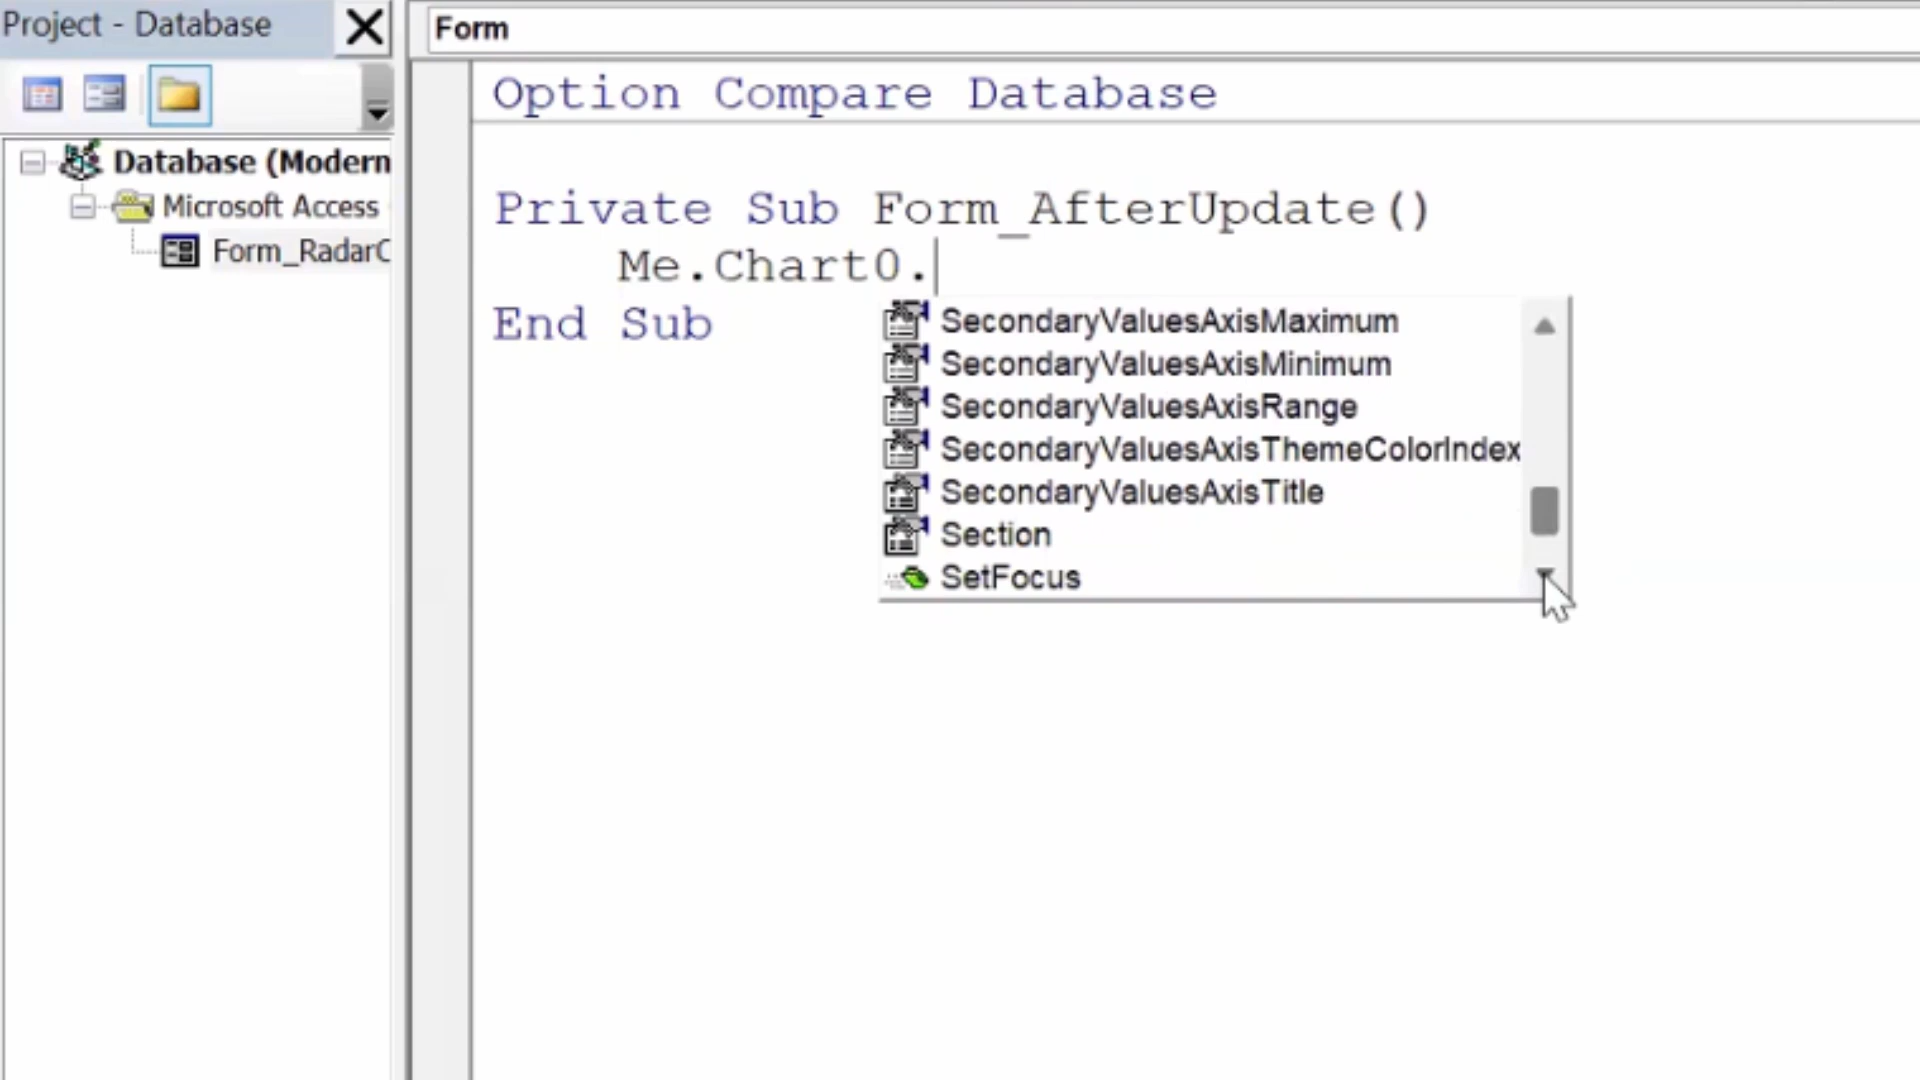 Project - Database
Form
Database (Modern
Microsoft Access
Form_RadarC
Option Compare Database
Private Sub Form_AfterUpdate()
Me.Chart0.
End Sub
SecondaryValuesAxisMaximum
SecondaryValuesAxisMinimum
SecondaryValuesAxisRange
SecondaryValuesAxisThemeColorIndex
SecondaryValuesAxisTitle
Section
SetFocus